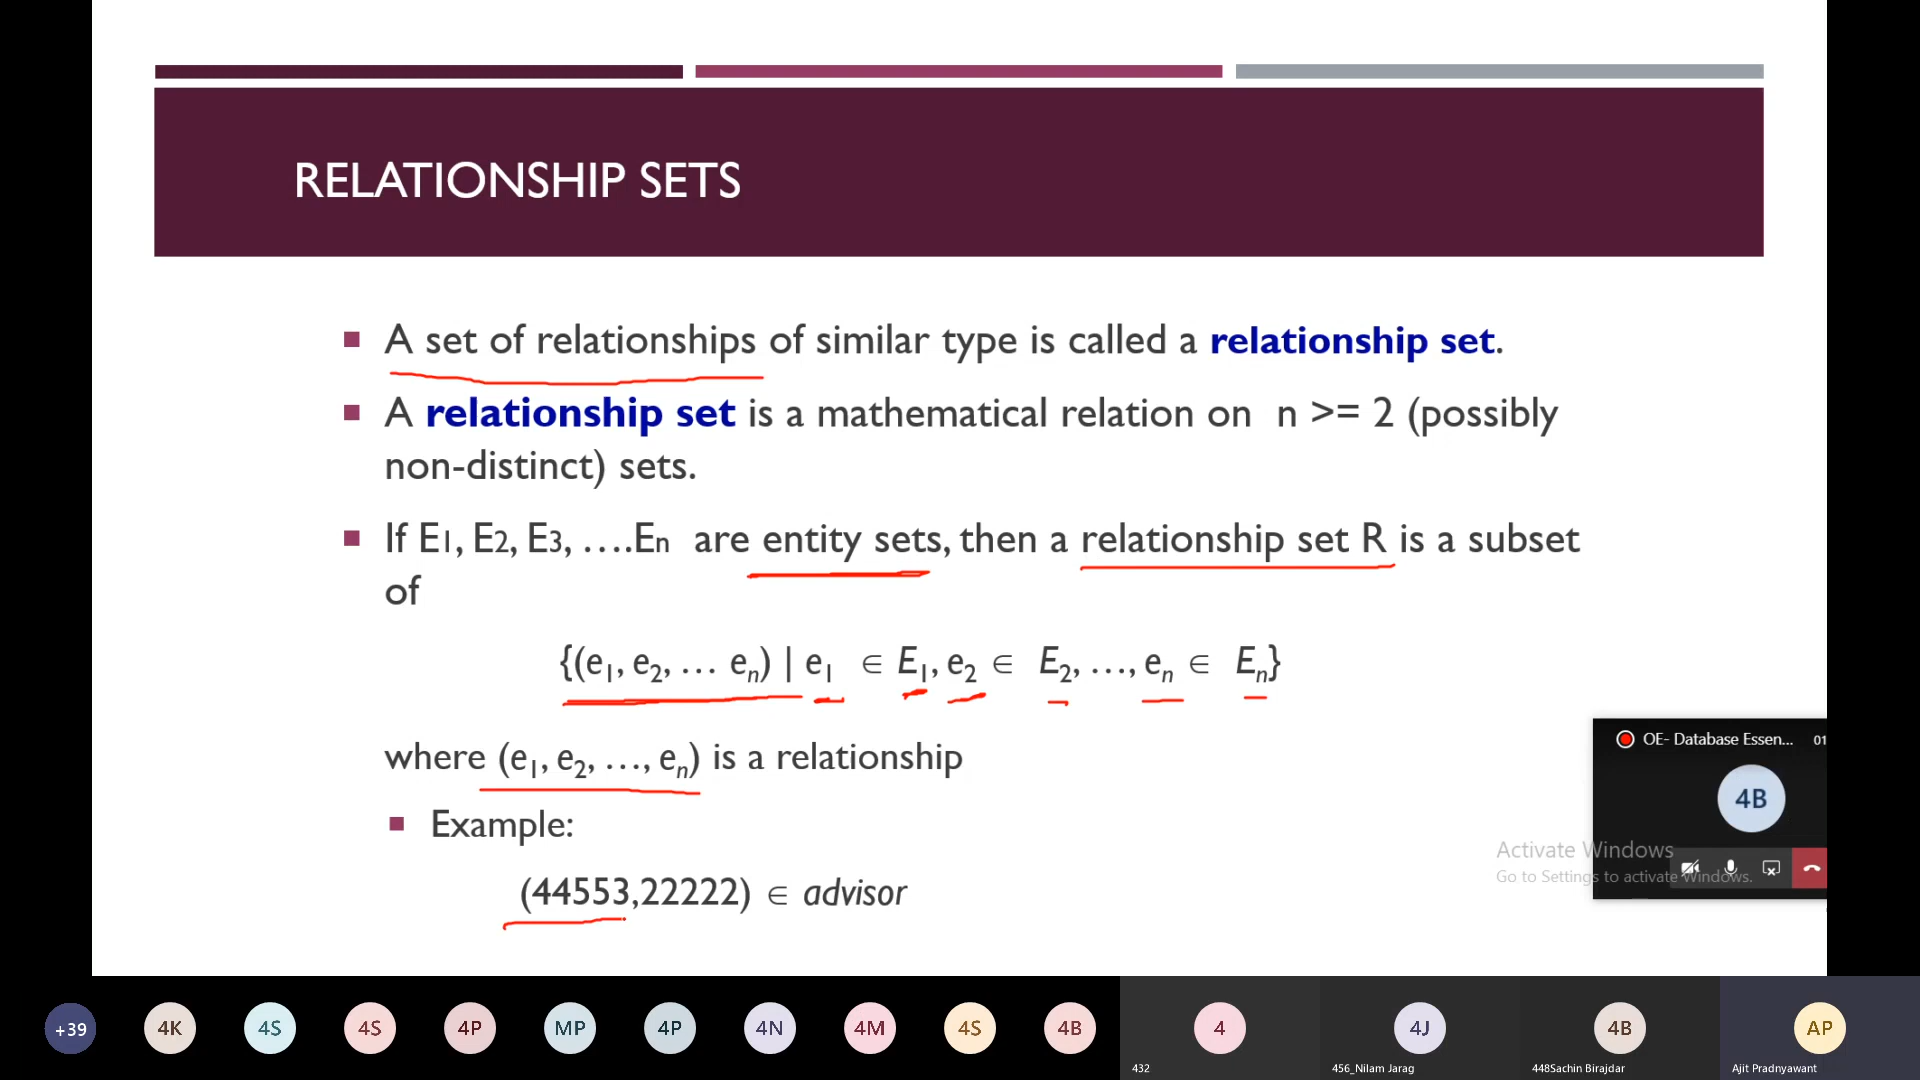 RELATIONSHIP SETS
A set of relationships of similar type is called a relationship set.
A relationship set is a mathematical relation on n >= 2 (possibly
non-distinct) sets.
If E1, E2, E3, ….En are entity sets, then a relationship set R is a subset
of
{(e1, e2, … en) | e1 ∈ E1, e2 ∈ E2, …, en ∈ En}
where (e1, e2, …, en) is a relationship
Example:
(44553,22222) ∈ advisor
OE- Database Essen... 01
4B
Activate Windows
Go to Settings to activate Windows.
+39 4K 4S 4S 4P MP 4P 4N 4M 4S 4B 4 4J 4B AP
432 456_Nilam Jarag 448Sachin Birajdar Ajit Pradnyawant